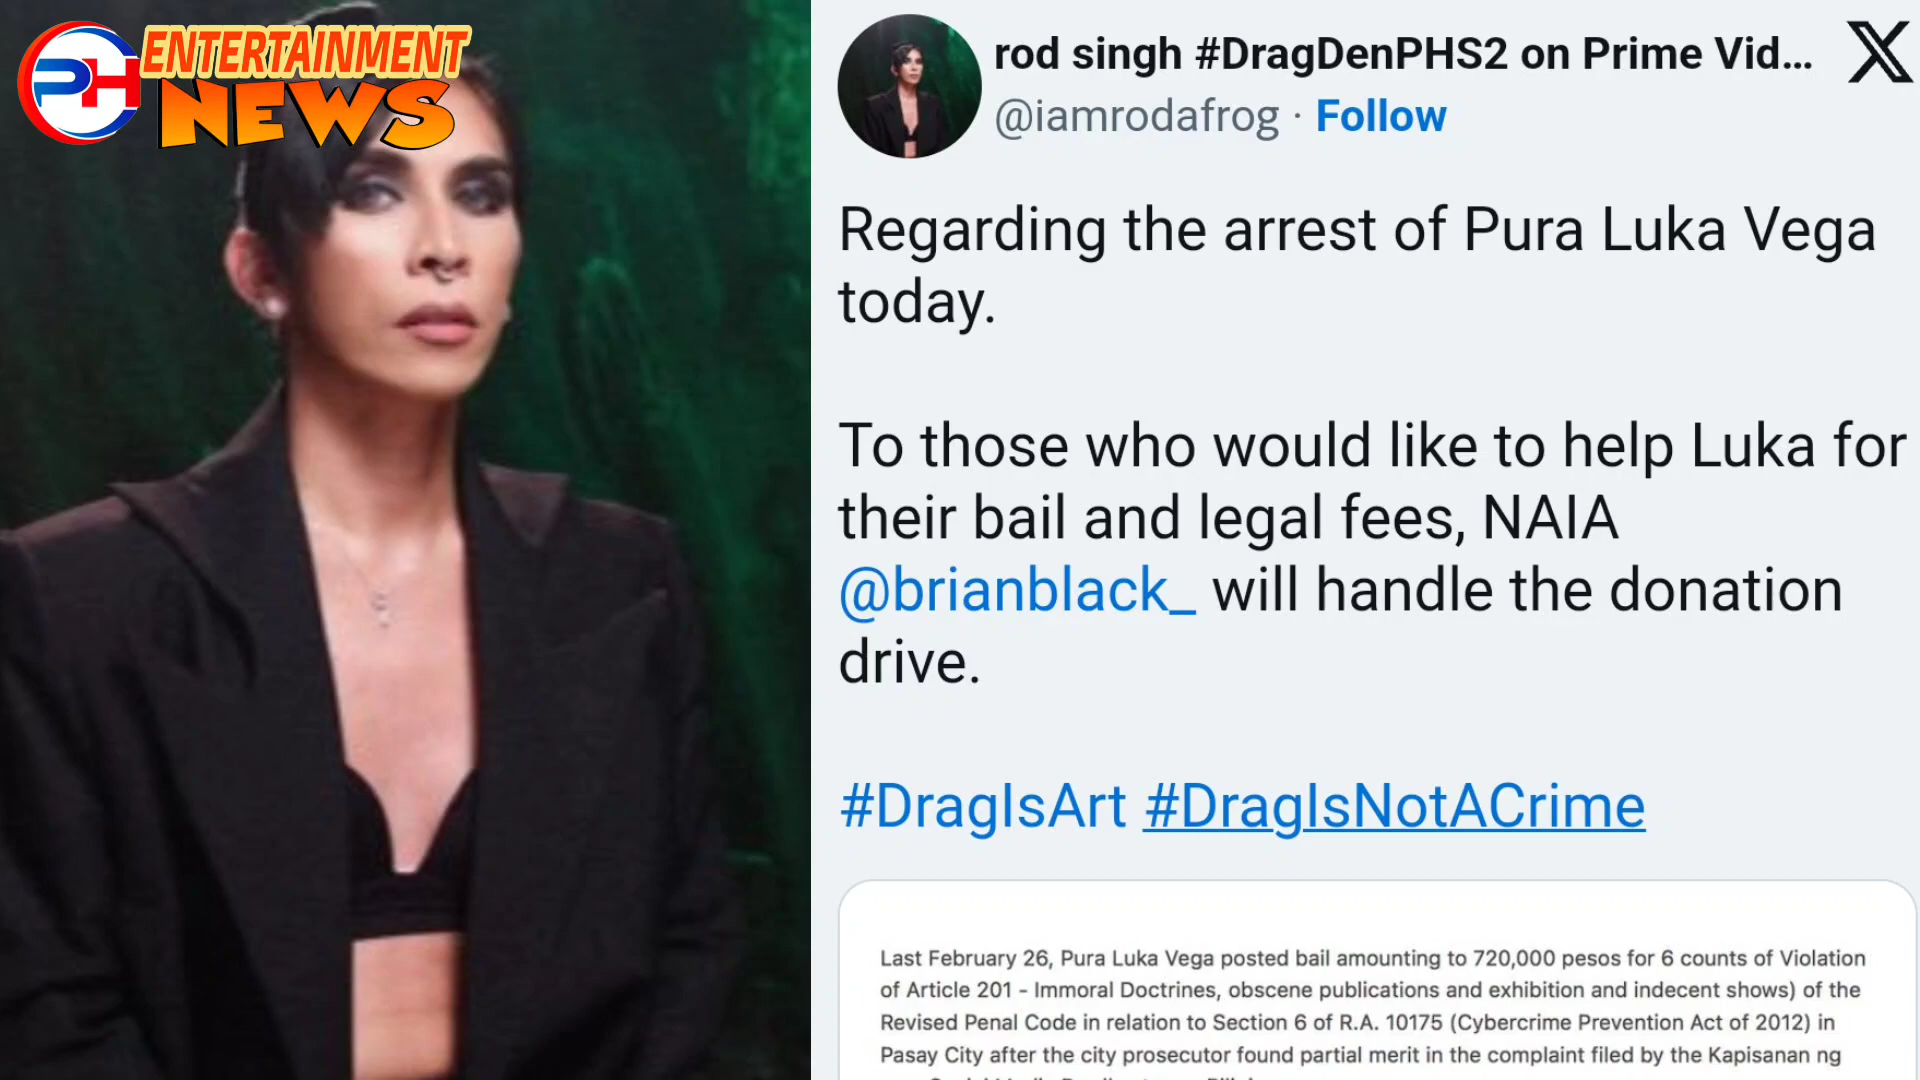 PH ENTERTAINMENT
NEWS
rod singh #DragDenPHS2 on Prime Vid...
@iamrodafrog · Follow
Regarding the arrest of Pura Luka Vega
today.
To those who would like to help Luka for
their bail and legal fees, NAIA
@brianblack_ will handle the donation
drive.
#DragIsArt #DragIsNotACrime
Last February 26, Pura Luka Vega posted bail amounting to 720,000 pesos for 6 counts of Violation
of Article 201 - Immoral Doctrines, obscene publications and exhibition and indecent shows) of the
Revised Penal Code in relation to Section 6 of R.A. 10175 (Cybercrime Prevention Act of 2012) in
Pasay City after the city prosecutor found partial merit in the complaint filed by the Kapisanan ng